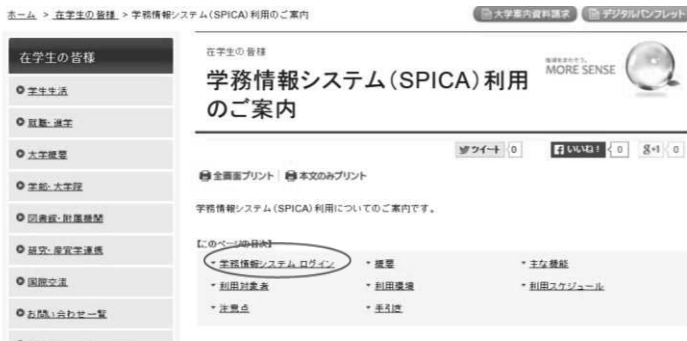 ホーム > 在学生の皆様 > 学務情報システム(SPICA)利用のご案内
大学案内資料請求
デジタルパンフレット
在学生の皆様
学生生活
就職・進学
大学概要
学部・大学院
図書館・附属機関
研究・産官学連携
国際交流
お問い合わせ一覧
在学生の皆様
学務情報システム(SPICA)利用
のご案内
MORE SENSE
ツイート 0
いいね! 0
g+1 0
全画面プリント 本文のみプリント
学務情報システム(SPICA)利用についてのご案内です。
【このページの目次】
学務情報システム ログイン 概要 主な機能
利用対象者 利用環境 利用スケジュール
注意点 手引き